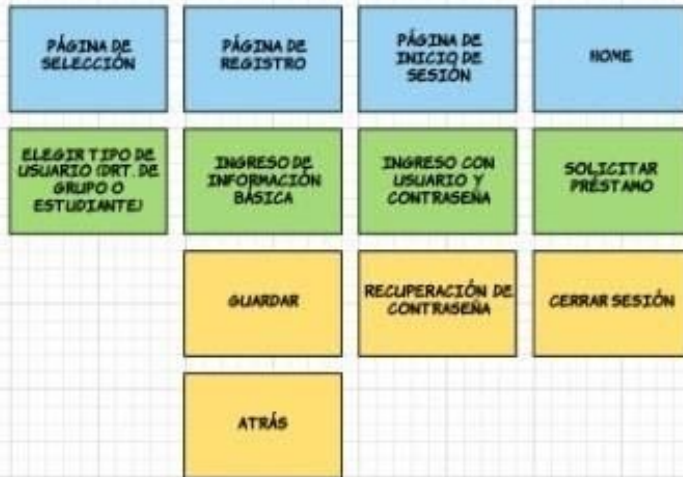 PÁGINA DE
SELECCIÓN
PÁGINA DE
REGISTRO
PÁGINA DE
INICIO DE
SESIÓN
HOME
ELEGIR TIPO DE
USUARIO (DRT. DE
GRUPO O
ESTUDIANTE)
INGRESO DE
INFORMACIÓN
BÁSICA
INGRESO CON
USUARIO Y
CONTRASEÑA
SOLICITAR
PRÉSTAMO
GUARDAR
RECUPERACIÓN DE
CONTRASEÑA
CERRAR SESIÓN
ATRÁS